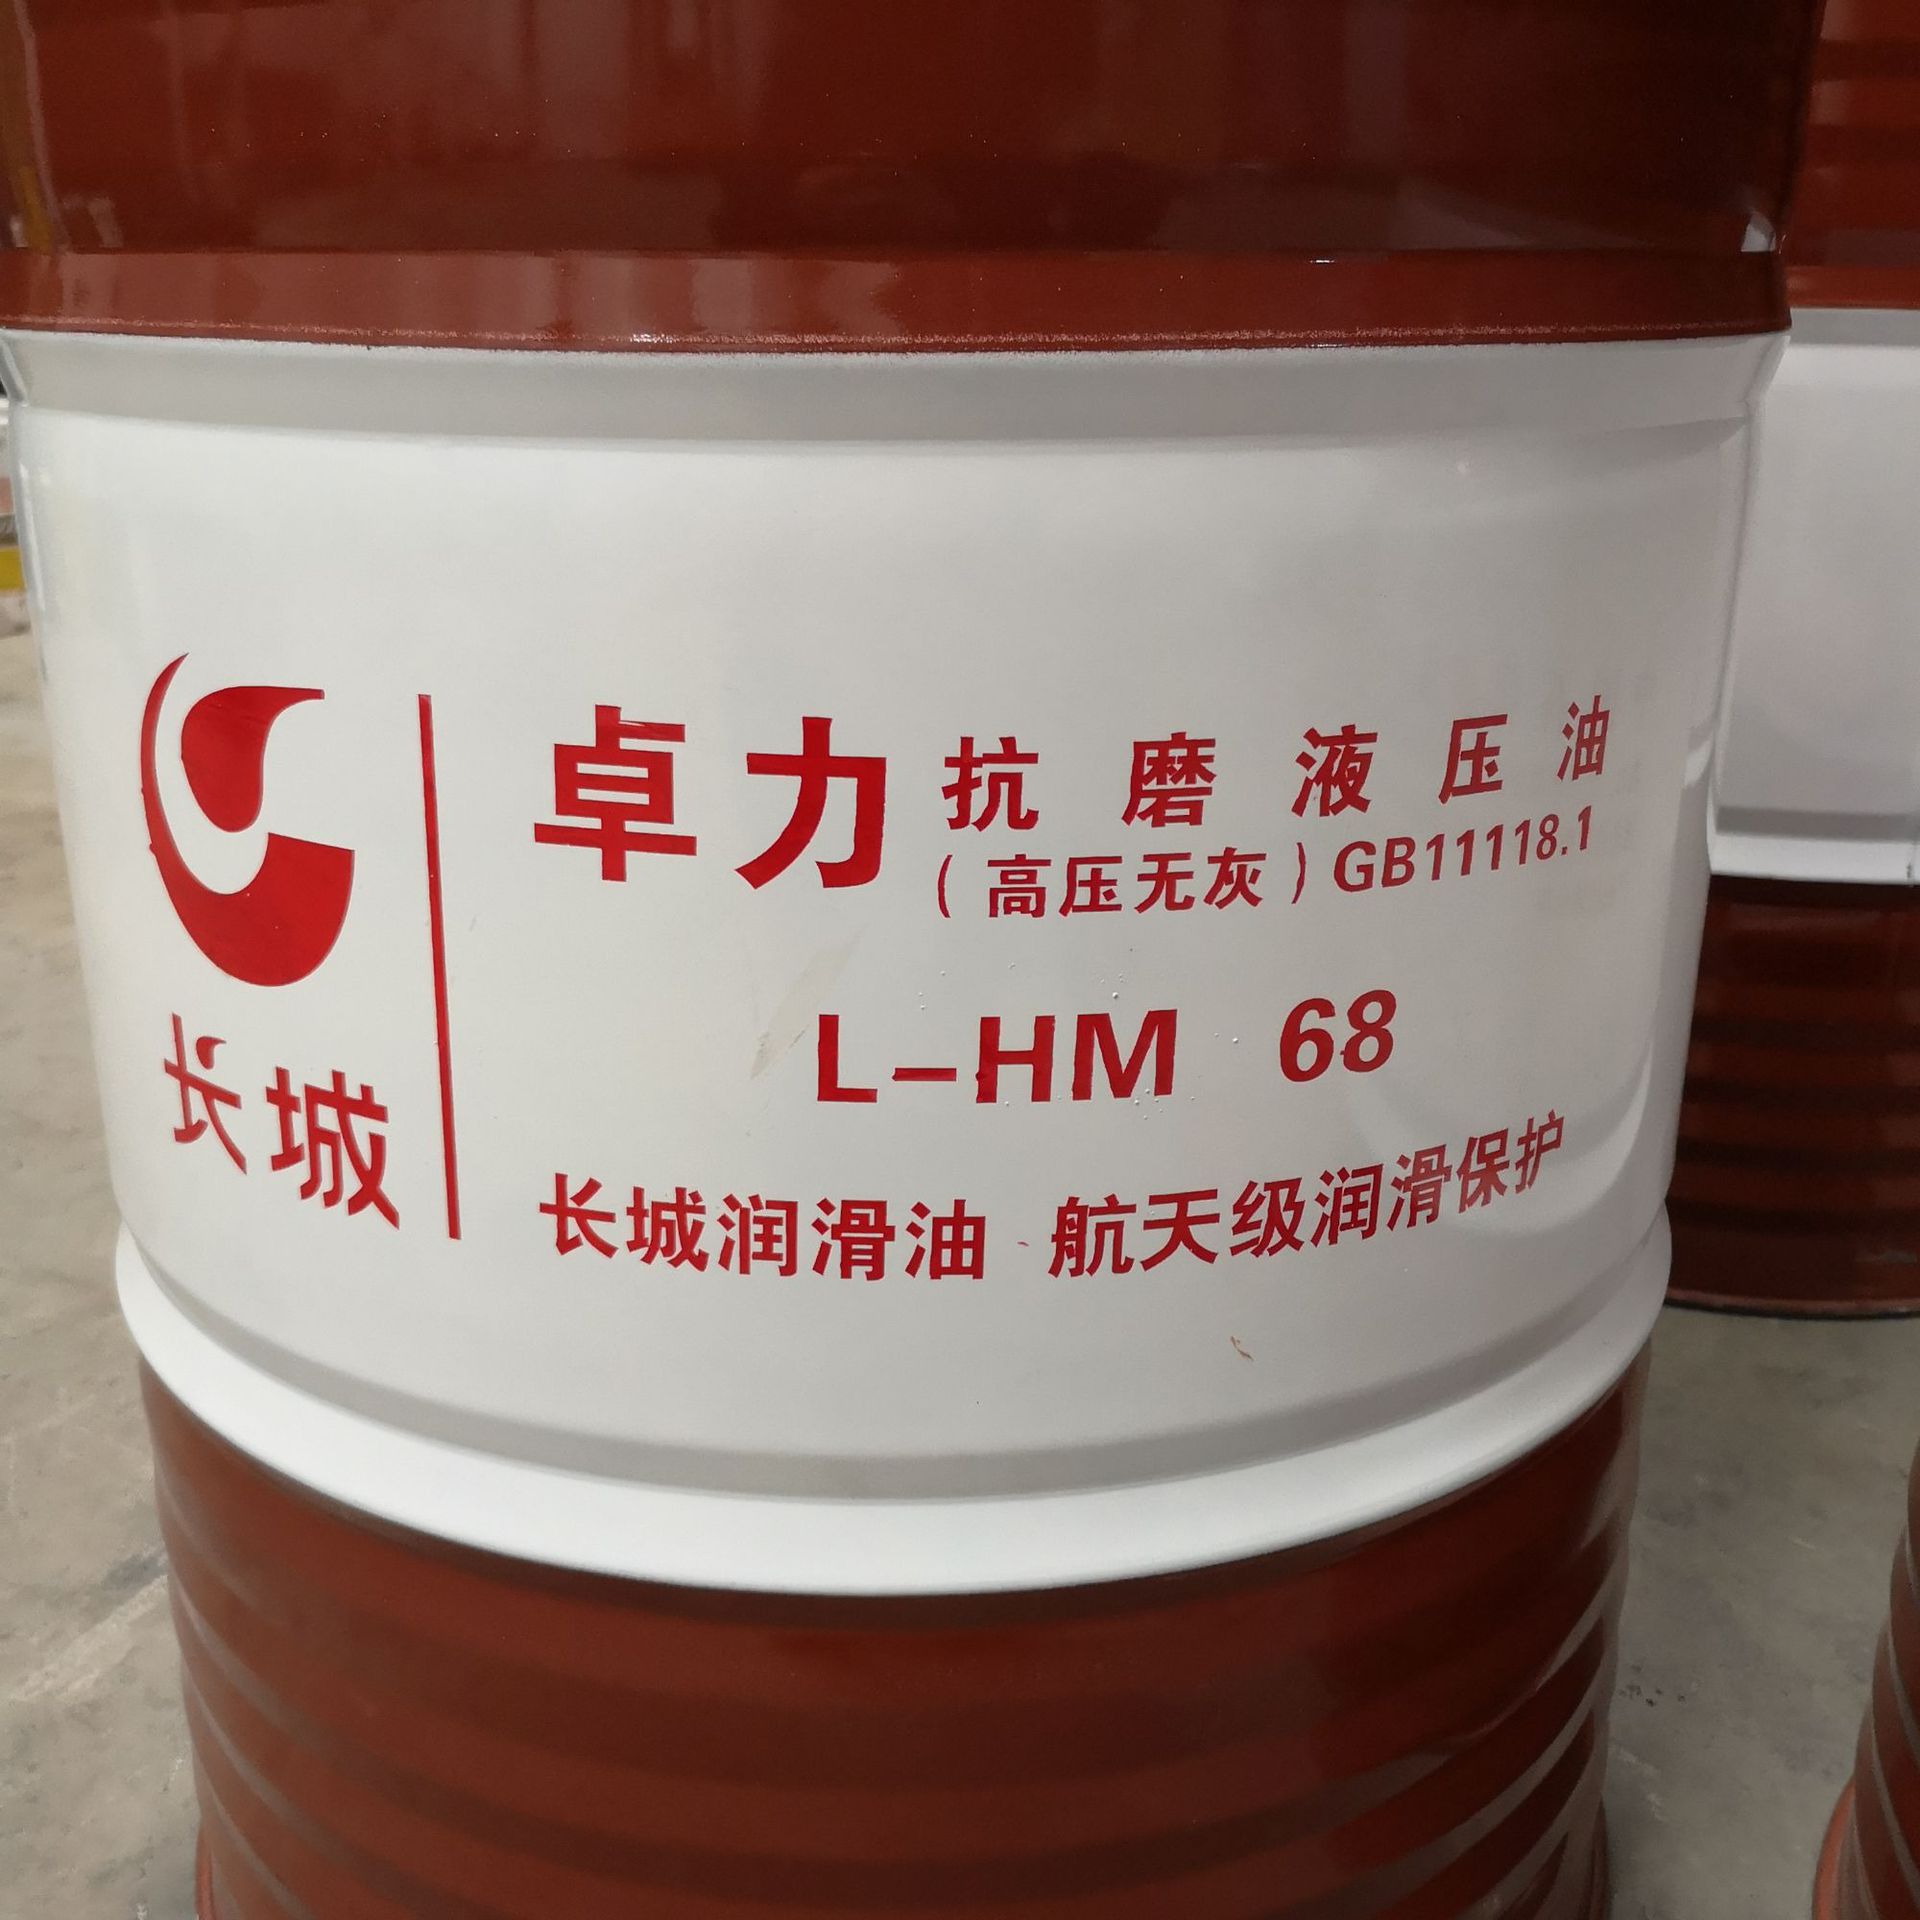 长城
卓力 抗磨液压油
(高压无灰)GB11118.1
L-HM 68
长城润滑油 航天级润滑保护